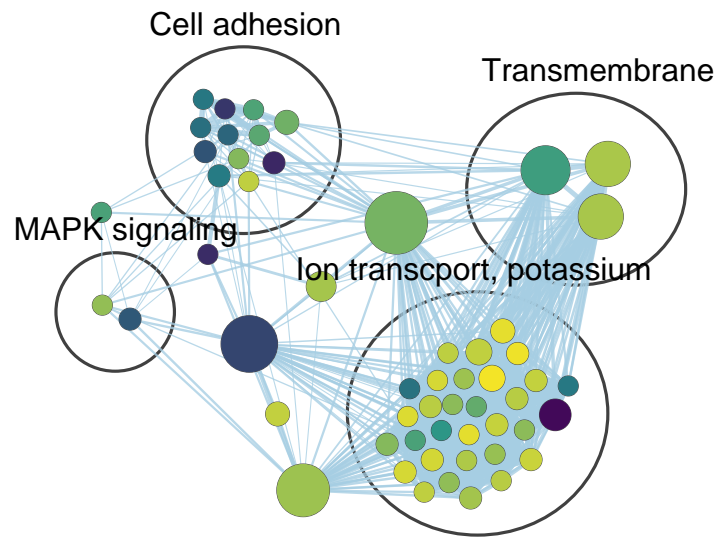 Cell adhesion
Transmembrane
MAPK signaling
Ion transcport, potassium